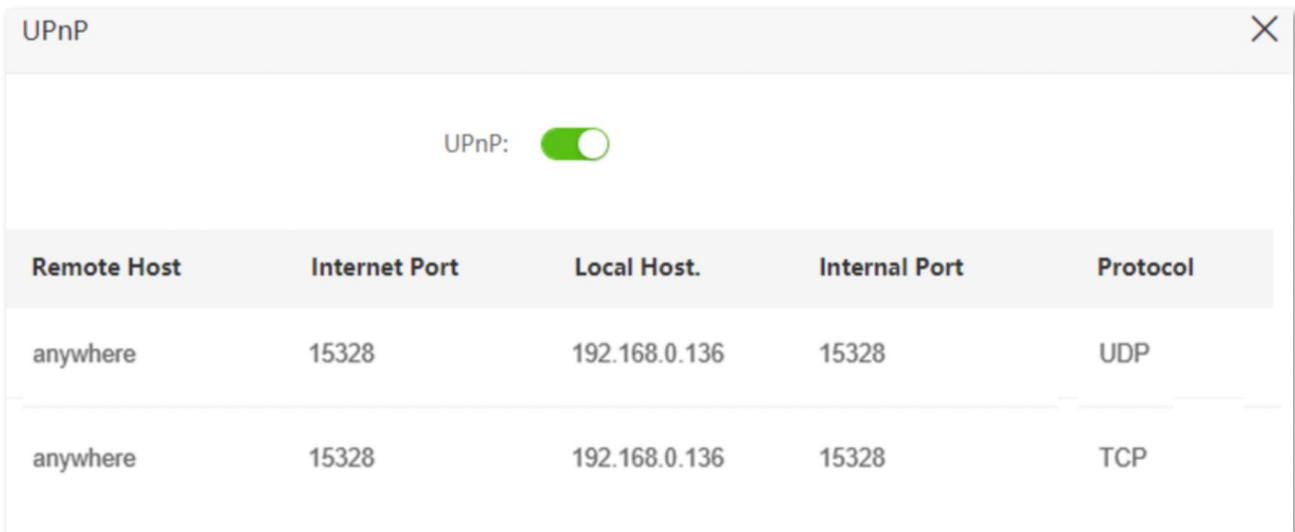 UPnP
UPnP:
Remote Host Internet Port Local Host. Internal Port Protocol
anywhere 15328 192.168.0.136 15328 UDP
anywhere 15328 192.168.0.136 15328 TCP